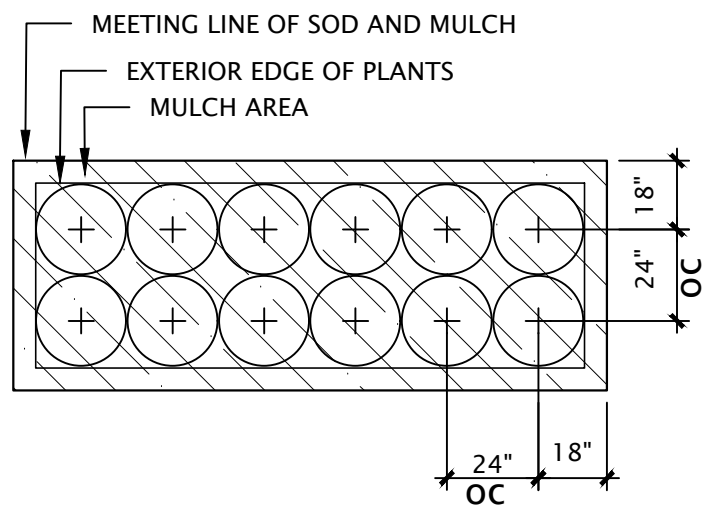 MEETING LINE OF SOD AND MULCH
EXTERIOR EDGE OF PLANTS
MULCH AREA
18"
24"
OC
24"
OC
18"